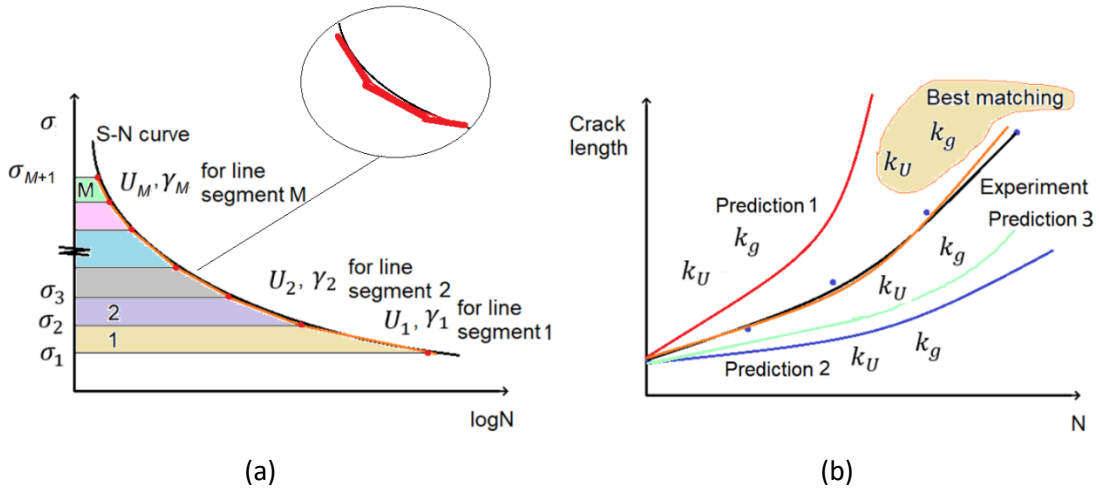 σ
S-N curve
σ_{M+1}
M
U_M, γ_M for line
segment M
σ_3
U_2, γ_2 for line
segment 2
σ_2
2
U_1, γ_1 for line
segment 1
1
σ_1
logN
(a)
Crack
length
Best matching
k_g
k_U
Experiment
Prediction 1
Prediction 3
k_g
k_g
k_U
k_U
k_g
Prediction 2
k_U
N
(b)